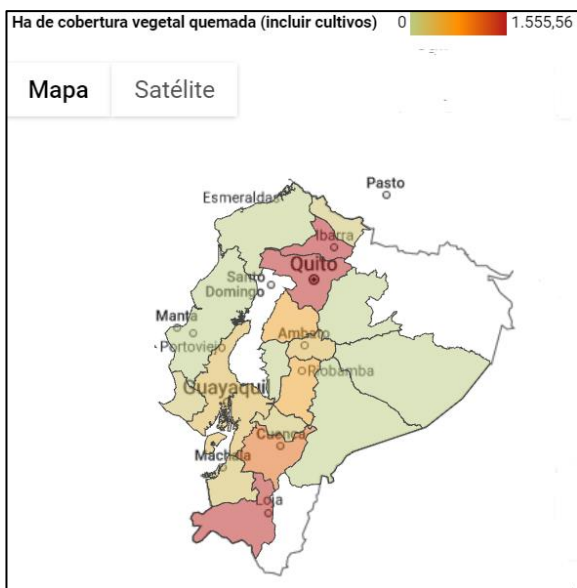 Ha de cobertura vegetal quemada (incluir cultivos) 0 1.555,56
Mapa Satélite
Pasto
Esmeraldas
Ibarra
Quito
Santo
Domingo
Manta
Portoviejo
Ambato
Riobamba
Guayaquil
Cuenca
Machala
Loja